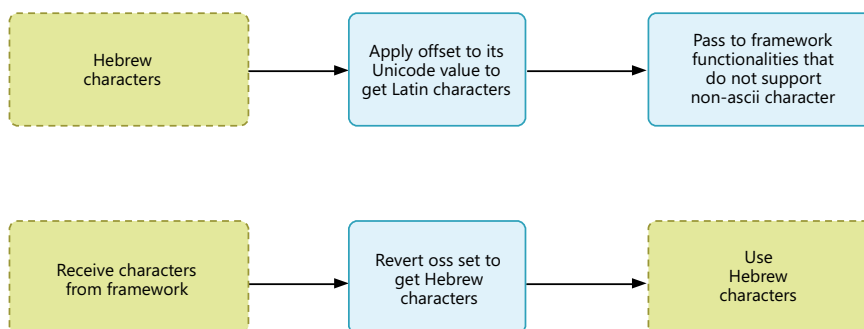 Hebrew
characters
Apply offset to its
Unicode value to
get Latin characters
Pass to framework
functionalities that
do not support
non-ascii character
Receive characters
from framework
Revert oss set to
get Hebrew
characters
Use
Hebrew
characters